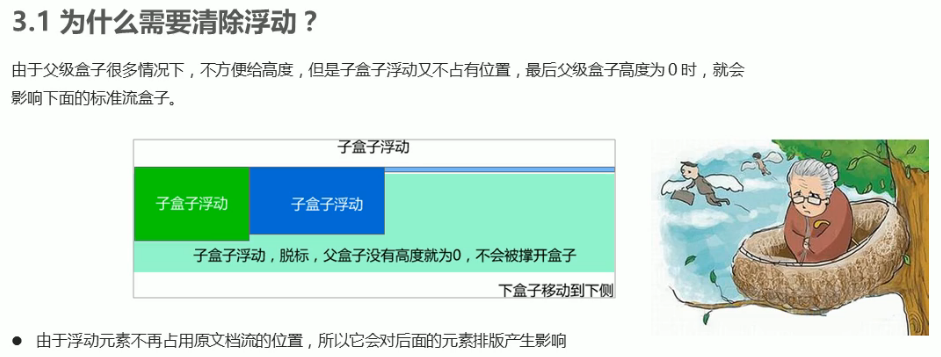 3.1 为什么需要清除浮动？
由于父级盒子很多情况下，不方便给高度，但是子盒子浮动又不占有位置，最后父级盒子高度为 0 时，就会
影响下面的标准流盒子。
子盒子浮动
子盒子浮动
子盒子浮动
子盒子浮动，脱标，父盒子没有高度就为0，不会被撑开盒子
下盒子移动到下侧
● 由于浮动元素不再占用原文档流的位置，所以它会对后面的元素排版产生影响